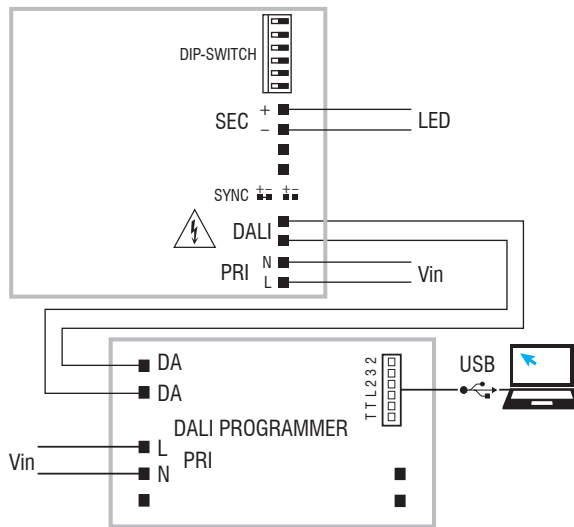 DIP-SWITCH
SEC + LED
−
SYNC +− +−
DALI
PRI N Vin
L
DA
DA
TTL232
USB
DALI PROGRAMMER
Vin L PRI
N